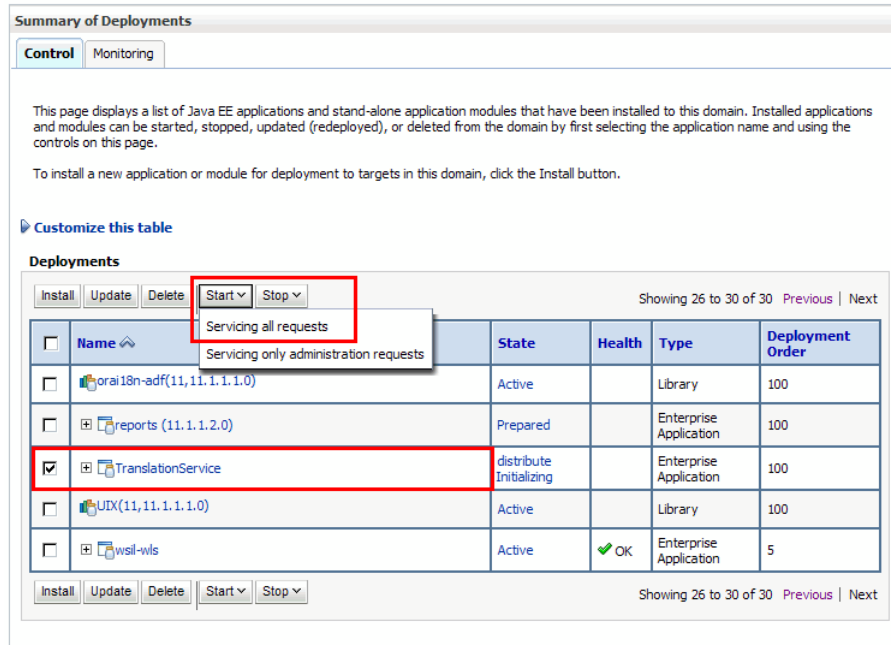 Summary of Deployments
Control Monitoring
This page displays a list of Java EE applications and stand-alone application modules that have been installed to this domain. Installed applications
and modules can be started, stopped, updated (redeployed), or deleted from the domain by first selecting the application name and using the
controls on this page.
To install a new application or module for deployment to targets in this domain, click the Install button.
Customize this table
Deployments
Install Update Delete Start Stop Showing 26 to 30 of 30 Previous | Next
Servicing all requests
Servicing only administration requests
Name State Health Type Deployment Order
orai18n-adf(11,11.1.1.1.0) Active Library 100
reports (11.1.1.2.0) Prepared Enterprise Application 100
TranslationService distribute Initializing Enterprise Application 100
UIX(11,11.1.1.1.0) Active Library 100
wsil-wls Active OK Enterprise Application 5
Install Update Delete Start Stop Showing 26 to 30 of 30 Previous | Next